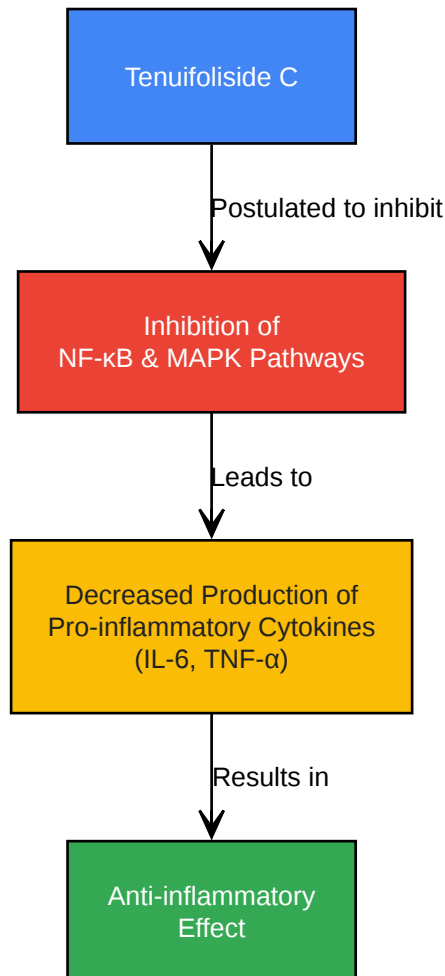 Tenuifoliside C
Postulated to inhibit
Inhibition of
NF-κB & MAPK Pathways
Leads to
Decreased Production of
Pro-inflammatory Cytokines
(IL-6, TNF-α)
Results in
Anti-inflammatory
Effect